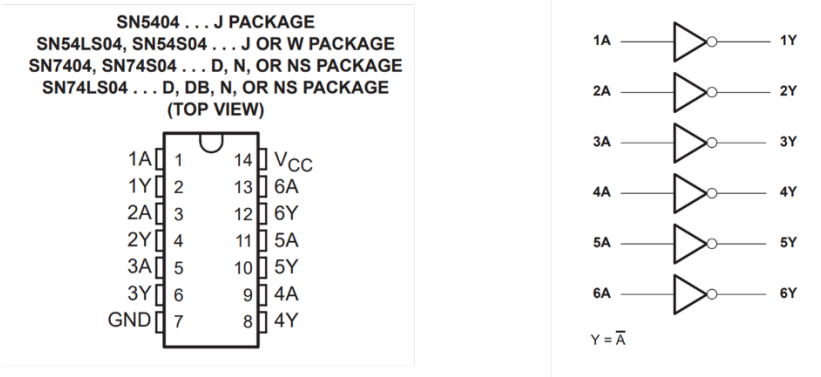 SN5404 . . . J PACKAGE
SN54LS04, SN54S04 . . . J OR W PACKAGE
SN7404, SN74S04 . . . D, N, OR NS PACKAGE
SN74LS04 . . . D, DB, N, OR NS PACKAGE
(TOP VIEW)
1A 1 14 VCC
1Y 2 13 6A
2A 3 12 6Y
2Y 4 11 5A
3A 5 10 5Y
3Y 6 9 4A
GND 7 8 4Y
1A 1Y
2A 2Y
3A 3Y
4A 4Y
5A 5Y
6A 6Y
Y = A̅